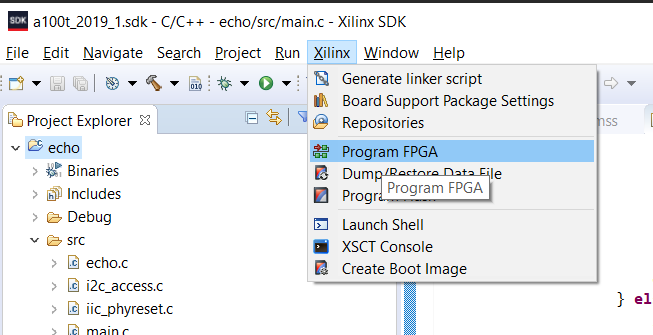 SDK a100t_2019_1.sdk - C/C++ - echo/src/main.c - Xilinx SDK
File Edit Navigate Search Project Run Xilinx Window Help
Generate linker script
Board Support Package Settings
Repositories
Program FPGA
Dump/Restore Data File
Program FPGA
Program Flash
Launch Shell
XSCT Console
Create Boot Image
010
Project Explorer
echo
Binaries
Includes
Debug
src
echo.c
i2c_access.c
iic_phyreset.c
main.c
mss
} el